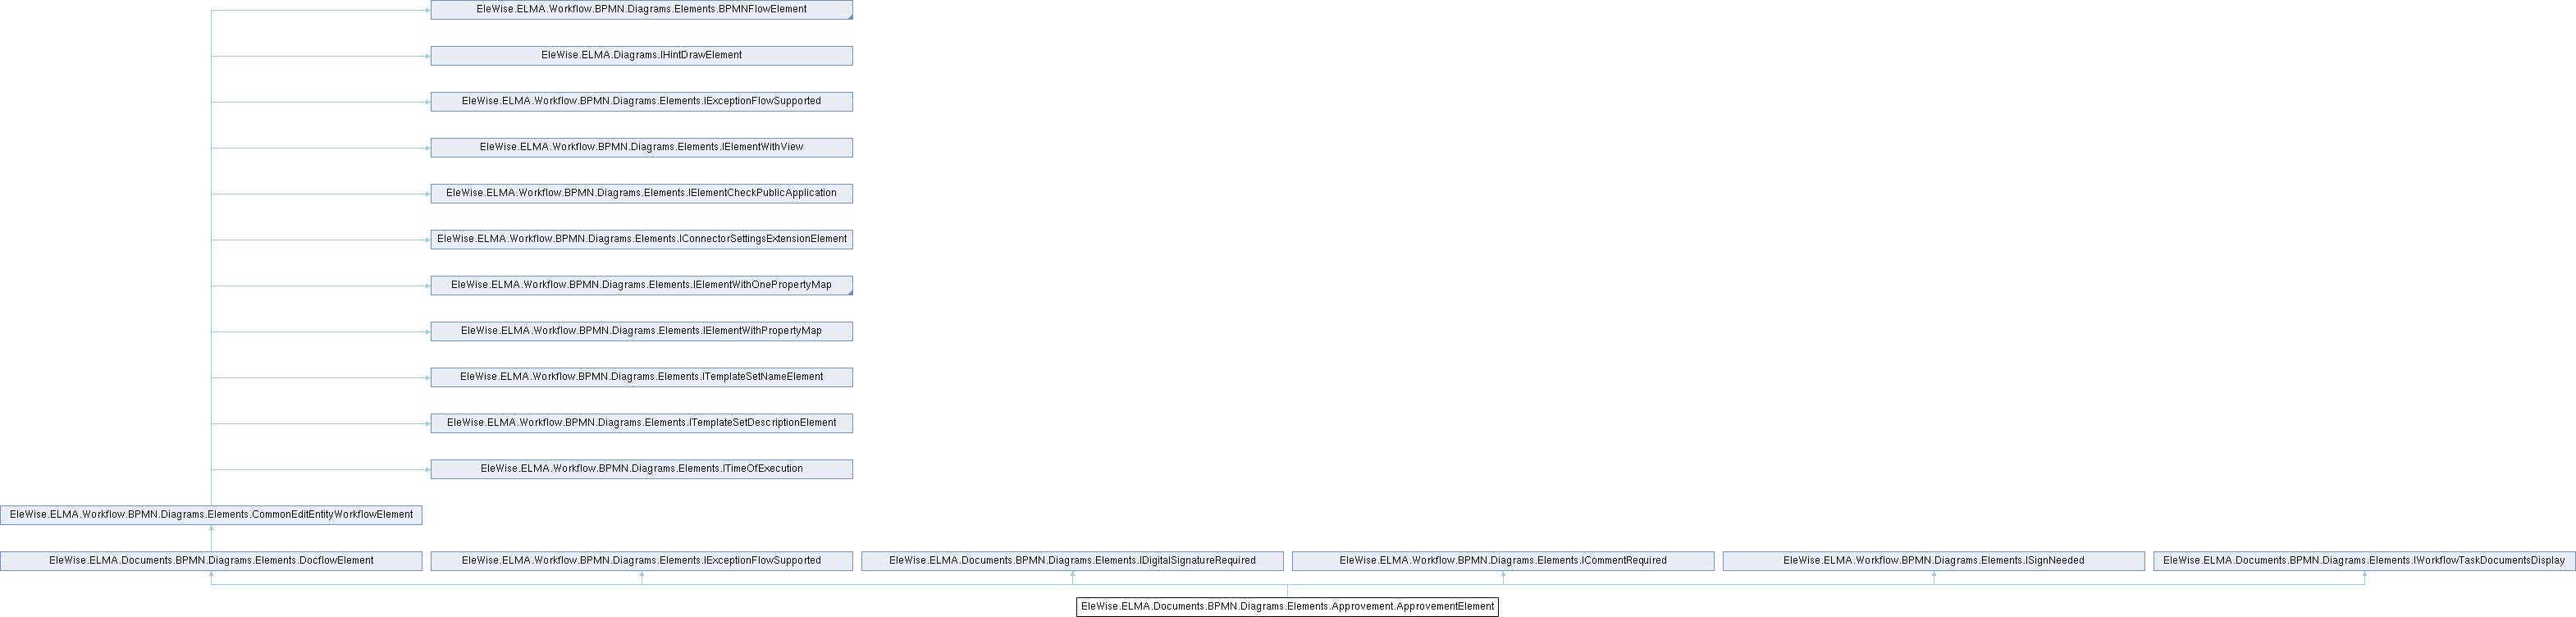 EleWise.ELMA.Workflow.BPMN.Diagrams.Elements.BPMNFlowElement
EleWise.ELMA.Diagrams.IHintDrawElement
EleWise.ELMA.Workflow.BPMN.Diagrams.Elements.IExceptionFlowSupported
EleWise.ELMA.Workflow.BPMN.Diagrams.Elements.IElementWithView
EleWise.ELMA.Workflow.BPMN.Diagrams.Elements.IElementCheckPublicApplication
EleWise.ELMA.Workflow.BPMN.Diagrams.Elements.IConnectorSettingsExtensionElement
EleWise.ELMA.Workflow.BPMN.Diagrams.Elements.IElementWithOnePropertyMap
EleWise.ELMA.Workflow.BPMN.Diagrams.Elements.IElementWithPropertyMap
EleWise.ELMA.Workflow.BPMN.Diagrams.Elements.ITemplateSetNameElement
EleWise.ELMA.Workflow.BPMN.Diagrams.Elements.ITemplateSetDescriptionElement
EleWise.ELMA.Workflow.BPMN.Diagrams.Elements.ITimeOfExecution
EleWise.ELMA.Workflow.BPMN.Diagrams.Elements.CommonEditEntityWorkflowElement
EleWise.ELMA.Documents.BPMN.Diagrams.Elements.DocflowElement
EleWise.ELMA.Workflow.BPMN.Diagrams.Elements.IExceptionFlowSupported
EleWise.ELMA.Documents.BPMN.Diagrams.Elements.IDigitalSignatureRequired
EleWise.ELMA.Workflow.BPMN.Diagrams.Elements.ICommentRequired
EleWise.ELMA.Workflow.BPMN.Diagrams.Elements.ISignNeeded
EleWise.ELMA.Documents.BPMN.Diagrams.Elements.IWorkflowTaskDocumentsDisplay
EleWise.ELMA.Documents.BPMN.Diagrams.Elements.Approvement.ApprovementElement